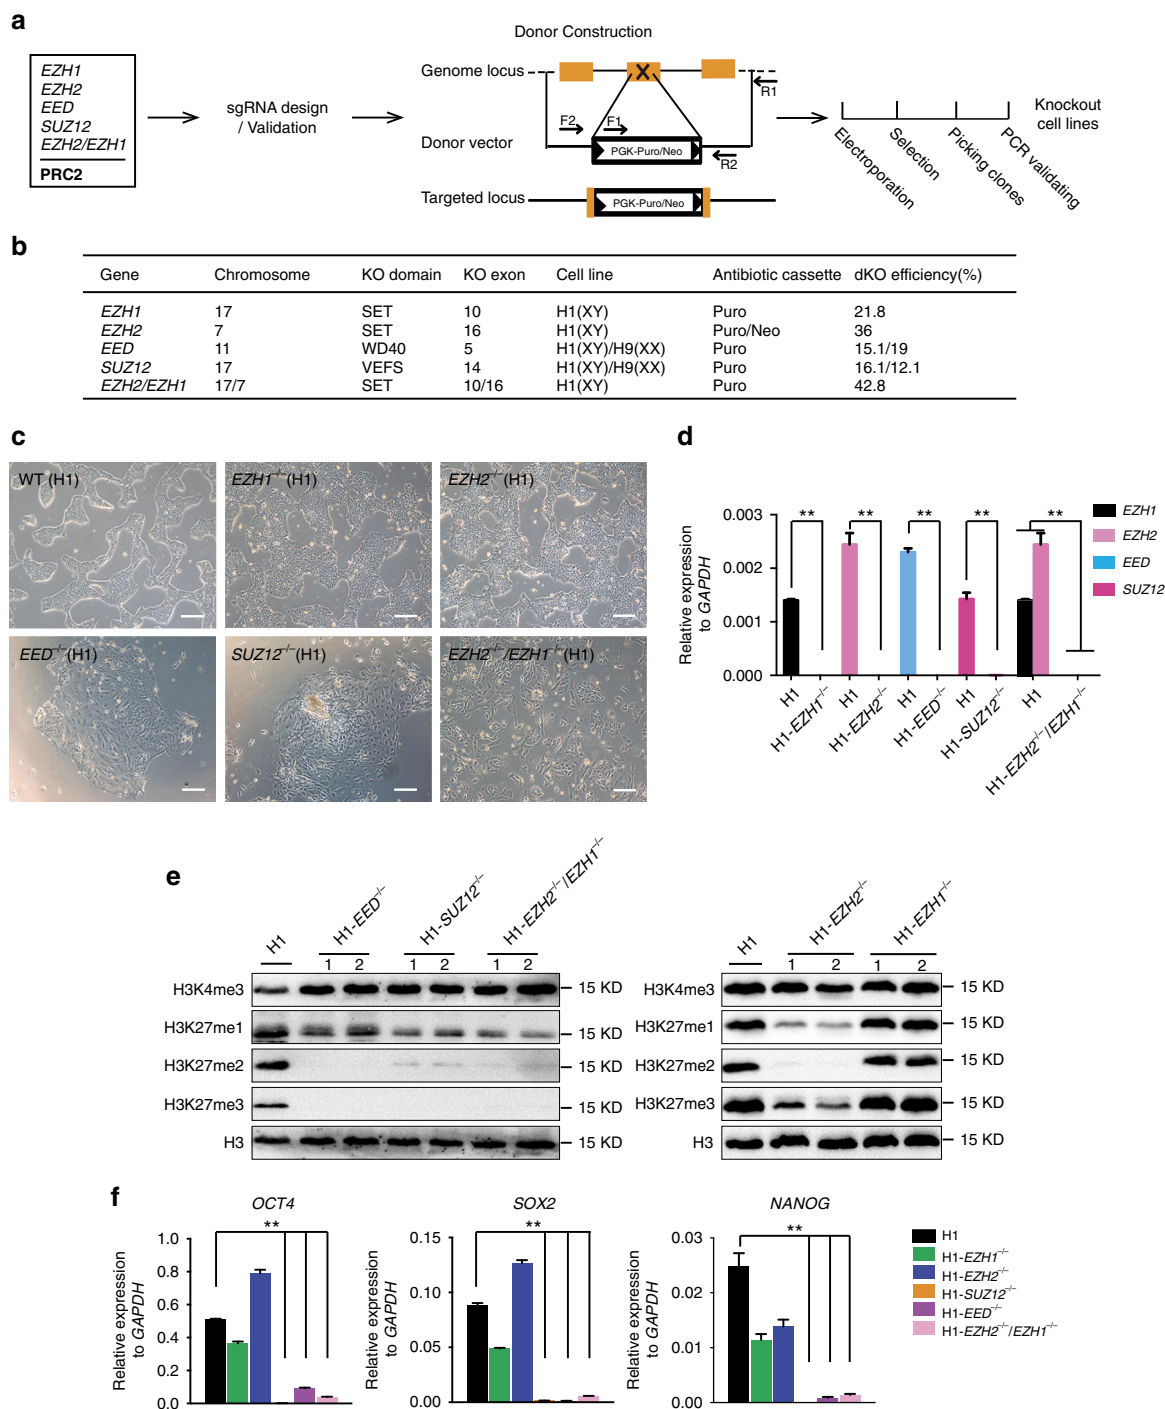 a
Donor Construction
EZH1
EZH2
EED
SUZ12
EZH2/EZH1
PRC2
sgRNA design
/ Validation
Genome locus
R1
F2
F1
Donor vector
PGK-Puro/Neo
R2
Targeted locus
PGK-Puro/Neo
Electroporation
Selection
Picking clones
PCR validating
Knockout
cell lines
b
Gene Chromosome KO domain KO exon Cell line Antibiotic cassette dKO efficiency(%)
EZH1 17 SET 10 H1(XY) Puro 21.8
EZH2 7 SET 16 H1(XY) Puro/Neo 36
EED 11 WD40 5 H1(XY)/H9(XX) Puro 15.1/19
SUZ12 17 VEFS 14 H1(XY)/H9(XX) Puro 16.1/12.1
EZH2/EZH1 17/7 SET 10/16 H1(XY) Puro 42.8
c
WT (H1)
EZH1–/–(H1)
EZH2–/–(H1)
EED–/–(H1)
SUZ12–/–(H1)
EZH2–/–/EZH1–/–(H1)
d
Relative expression
to GAPDH
0.003
0.002
0.001
0.000
** ** ** ** **
H1
H1-EZH1–/–
H1
H1-EZH2–/–
H1
H1-EED–/–
H1
H1-SUZ12–/–
H1
H1-EZH2–/–/EZH1–/–
EZH1
EZH2
EED
SUZ12
e
H1
H1-EED–/–
H1-SUZ12–/–
H1-EZH2–/–/EZH1–/–
1 2 1 2 1 2
H3K4me3 15 KD
H3K27me1 15 KD
H3K27me2 15 KD
H3K27me3 15 KD
H3 15 KD
H1
H1-EZH2–/–
H1-EZH1–/–
1 2 1 2
H3K4me3 15 KD
H3K27me1 15 KD
H3K27me2 15 KD
H3K27me3 15 KD
H3 15 KD
f
OCT4
**
Relative expression
to GAPDH
1.0
0.8
0.6
0.4
0.2
0.0
SOX2
**
Relative expression
to GAPDH
0.15
0.10
0.05
0.00
NANOG
**
Relative expression
to GAPDH
0.03
0.02
0.01
0.00
H1
H1-EZH1–/–
H1-EZH2–/–
H1-SUZ12–/–
H1-EED–/–
H1-EZH2–/–/EZH1–/–